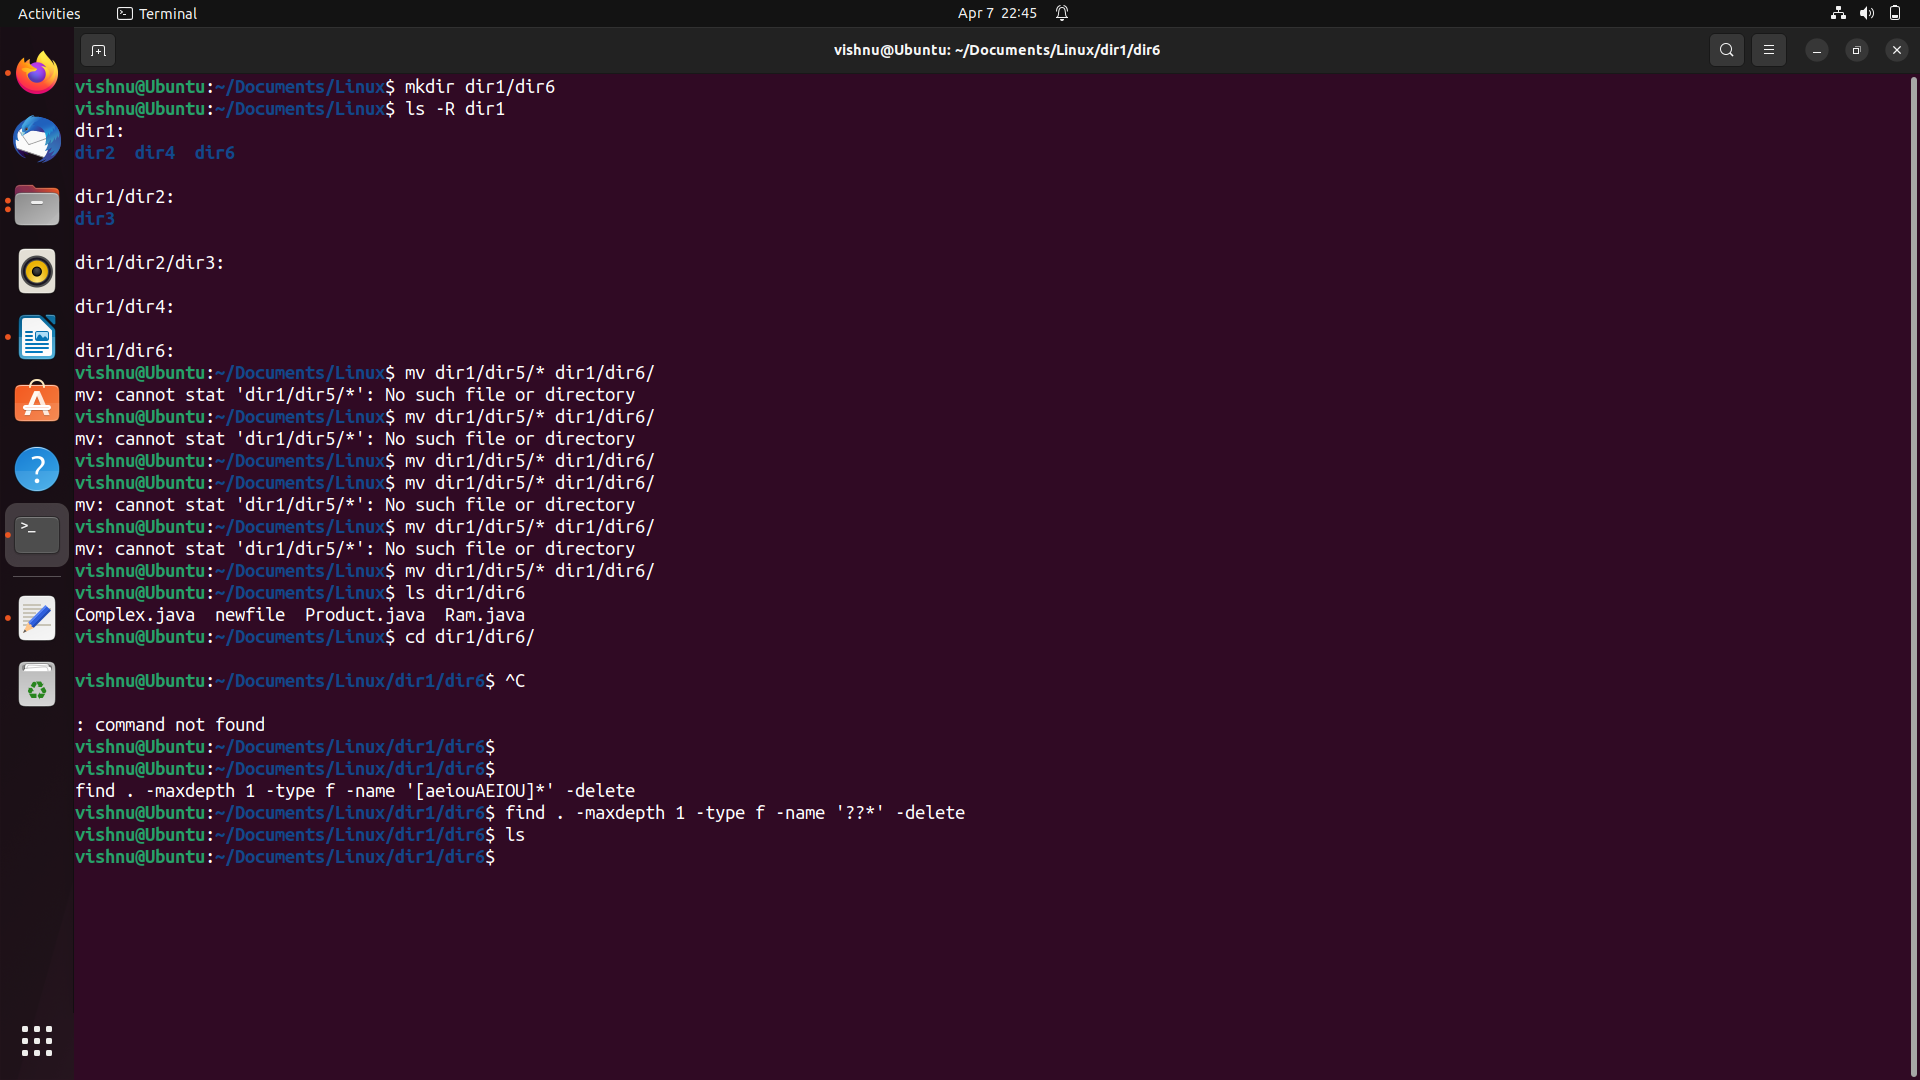 Activities
Terminal
Apr 7 22:45
vishnu@Ubuntu: ~/Documents/Linux/dir1/dir6
vishnu@Ubuntu:~/Documents/Linux$ mkdir dir1/dir6
vishnu@Ubuntu:~/Documents/Linux$ ls -R dir1
dir1:
dir2  dir4  dir6
dir1/dir2:
dir3
dir1/dir2/dir3:
dir1/dir4:
dir1/dir6:
vishnu@Ubuntu:~/Documents/Linux$ mv dir1/dir5/* dir1/dir6/
mv: cannot stat 'dir1/dir5/*': No such file or directory
vishnu@Ubuntu:~/Documents/Linux$ mv dir1/dir5/* dir1/dir6/
mv: cannot stat 'dir1/dir5/*': No such file or directory
vishnu@Ubuntu:~/Documents/Linux$ mv dir1/dir5/* dir1/dir6/
vishnu@Ubuntu:~/Documents/Linux$ mv dir1/dir5/* dir1/dir6/
mv: cannot stat 'dir1/dir5/*': No such file or directory
vishnu@Ubuntu:~/Documents/Linux$ mv dir1/dir5/* dir1/dir6/
mv: cannot stat 'dir1/dir5/*': No such file or directory
vishnu@Ubuntu:~/Documents/Linux$ mv dir1/dir5/* dir1/dir6/
vishnu@Ubuntu:~/Documents/Linux$ ls dir1/dir6
Complex.java  newfile  Product.java  Ram.java
vishnu@Ubuntu:~/Documents/Linux$ cd dir1/dir6/
vishnu@Ubuntu:~/Documents/Linux/dir1/dir6$ ^C
: command not found
vishnu@Ubuntu:~/Documents/Linux/dir1/dir6$
vishnu@Ubuntu:~/Documents/Linux/dir1/dir6$
find . -maxdepth 1 -type f -name '[aeiouAEIOU]*' -delete
vishnu@Ubuntu:~/Documents/Linux/dir1/dir6$ find . -maxdepth 1 -type f -name '??*' -delete
vishnu@Ubuntu:~/Documents/Linux/dir1/dir6$ ls
vishnu@Ubuntu:~/Documents/Linux/dir1/dir6$